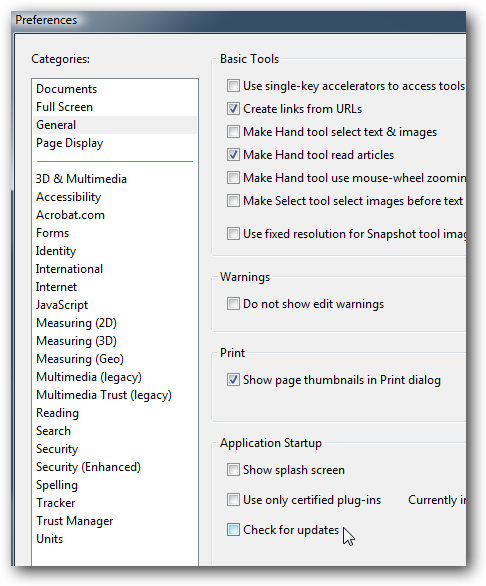 Preferences
Categories:
Documents
Full Screen
General
Page Display
3D & Multimedia
Accessibility
Acrobat.com
Forms
Identity
International
Internet
JavaScript
Measuring (2D)
Measuring (3D)
Measuring (Geo)
Multimedia (legacy)
Multimedia Trust (legacy)
Reading
Search
Security
Security (Enhanced)
Spelling
Tracker
Trust Manager
Units
Basic Tools
Use single-key accelerators to access tools
Create links from URLs
Make Hand tool select text & images
Make Hand tool read articles
Make Hand tool use mouse-wheel zoomin
Make Select tool select images before text
Use fixed resolution for Snapshot tool imag
Warnings
Do not show edit warnings
Print
Show page thumbnails in Print dialog
Application Startup
Show splash screen
Use only certified plug-ins Currently in
Check for updates